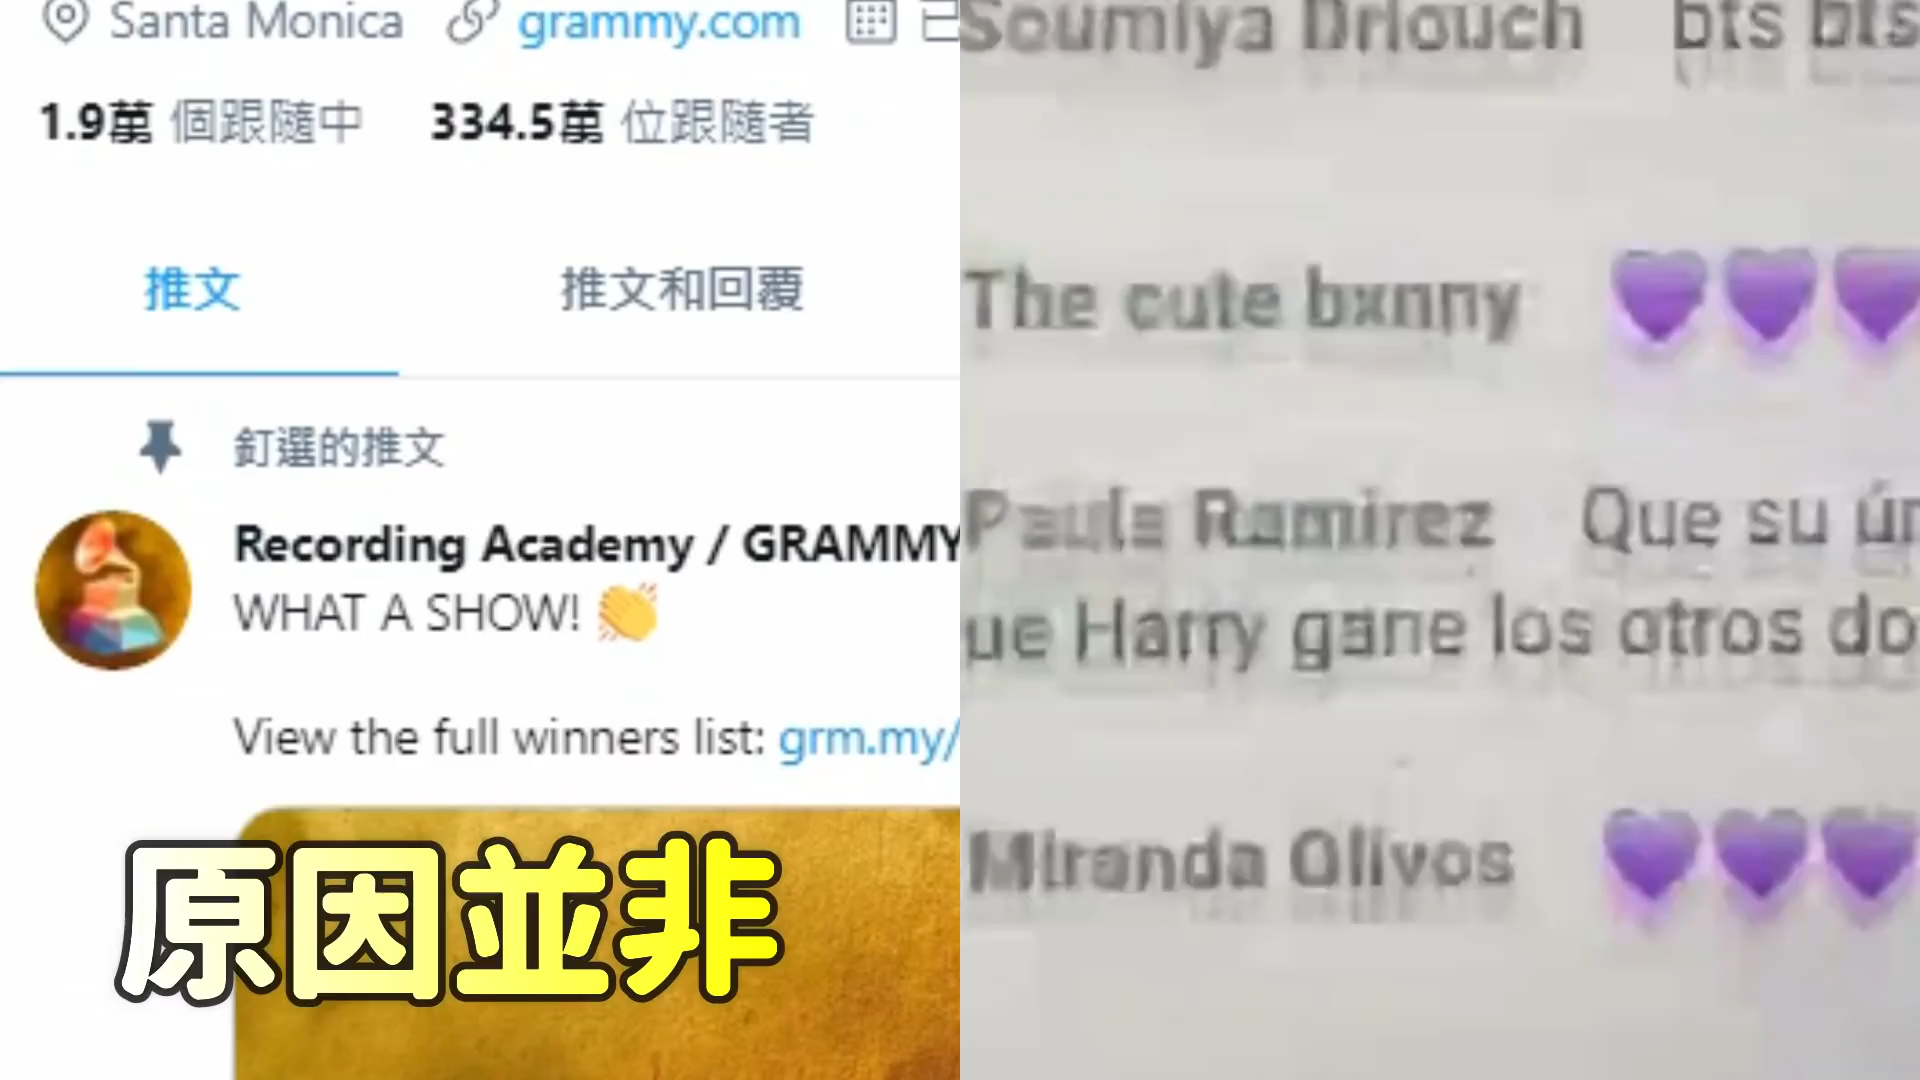 Santa Monica grammy.com
1.9萬 個跟隨中 334.5萬 位跟隨者
推文 推文和回覆
釘選的推文
Recording Academy / GRAMMY
WHAT A SHOW! 👏
View the full winners list: grm.my/
原因並非
Soumiya Driouch bts bts
The cute bxnny 💜💜💜
Paula Ramirez Que su ún
ue Harry gane los otros do
Miranda Olivos 💜💜💜